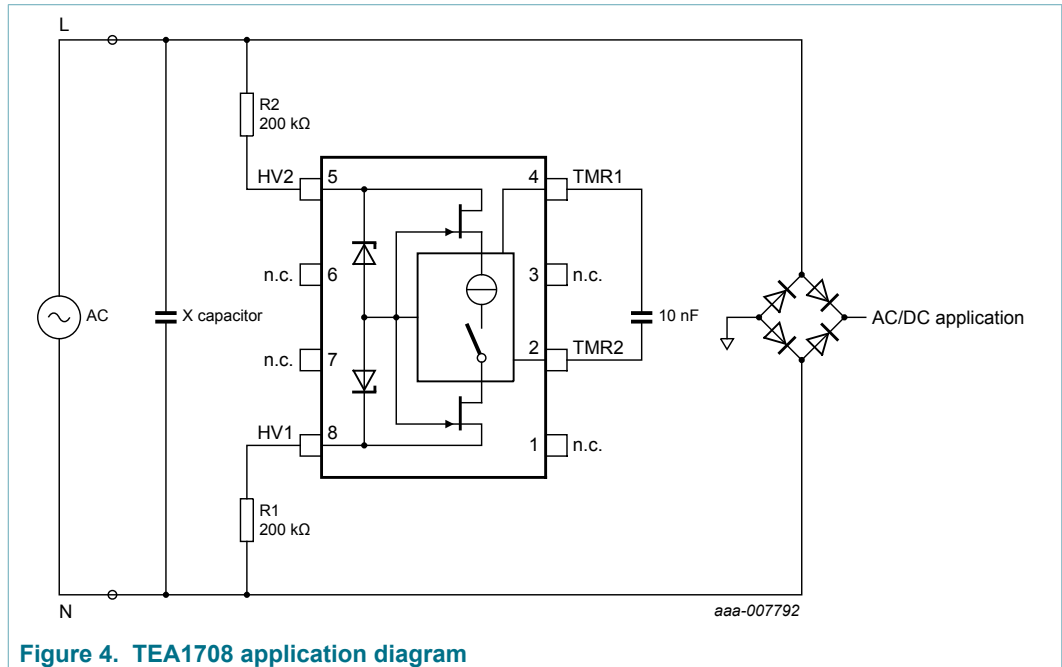 L
R2
200 kΩ
HV2
5
4
TMR1
n.c.
6
3
n.c.
AC
X capacitor
10 nF
AC/DC application
n.c.
7
2
TMR2
HV1
8
1
n.c.
R1
200 kΩ
N
aaa-007792
Figure 4. TEA1708 application diagram